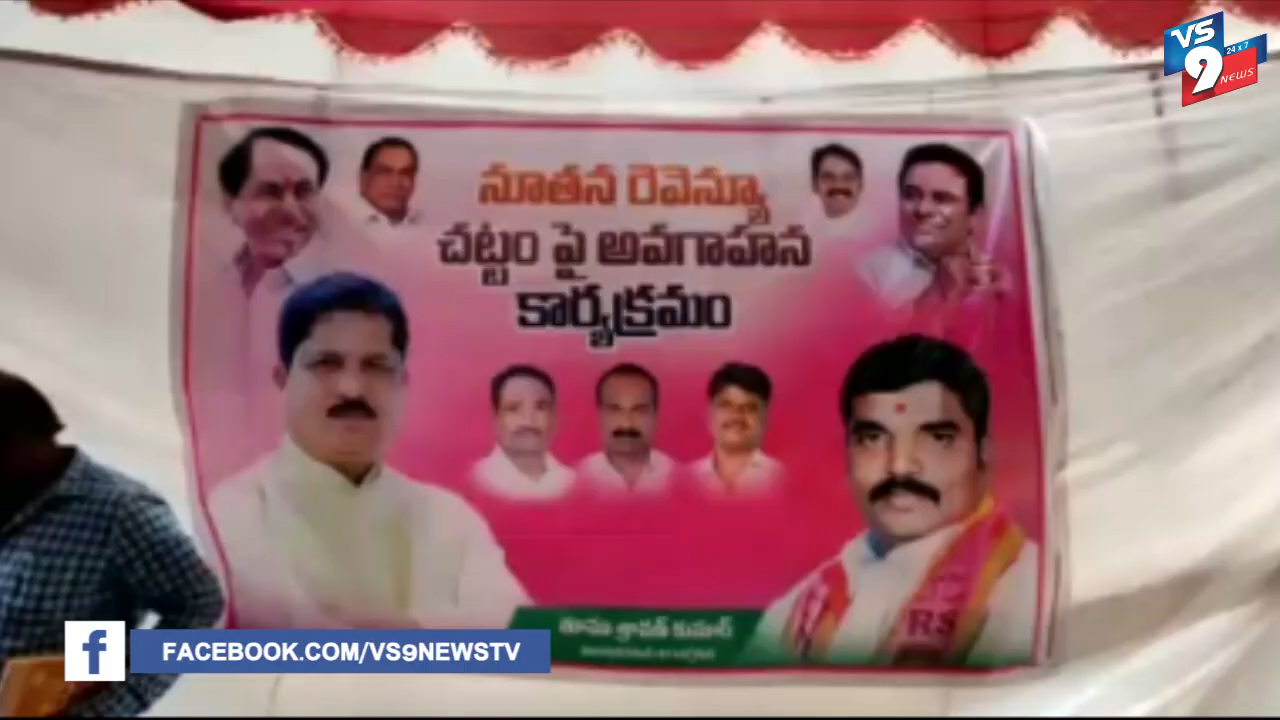 VS
9
24 x 7
NEWS
నూతన రెవెన్యూ
చట్టం పై అవగాహన
కార్యక్రమం
RS
కుమార్
FACEBOOK.COM/VS9NEWSTV